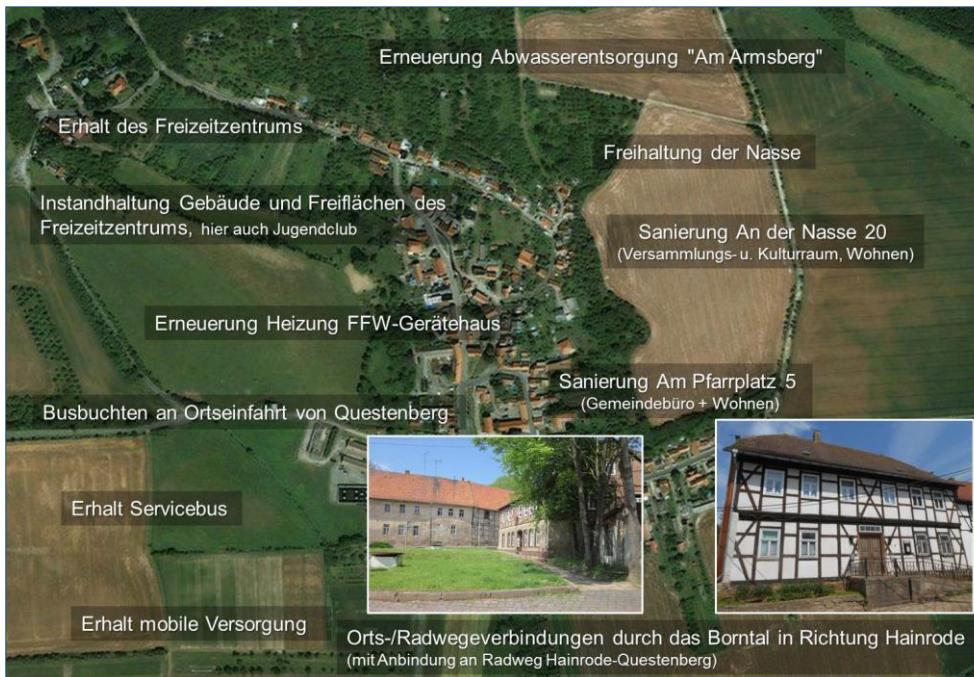 Erneuerung Abwasserentsorgung "Am Armsberg"
Erhalt des Freizeitzentrums
Freihaltung der Nasse
Instandhaltung Gebäude und Freiflächen des
Freizeitzentrums, hier auch Jugendclub
Sanierung An der Nasse 20
(Versammlungs- u. Kulturraum, Wohnen)
Erneuerung Heizung FFW-Gerätehaus
Sanierung Am Pfarrplatz 5
(Gemeindebüro + Wohnen)
Busbuchten an Ortseinfahrt von Questenberg
Erhalt Servicebus
Erhalt mobile Versorgung
Orts-/Radwegeverbindungen durch das Borntal in Richtung Hainrode
(mit Anbindung an Radweg Hainrode-Questenberg)